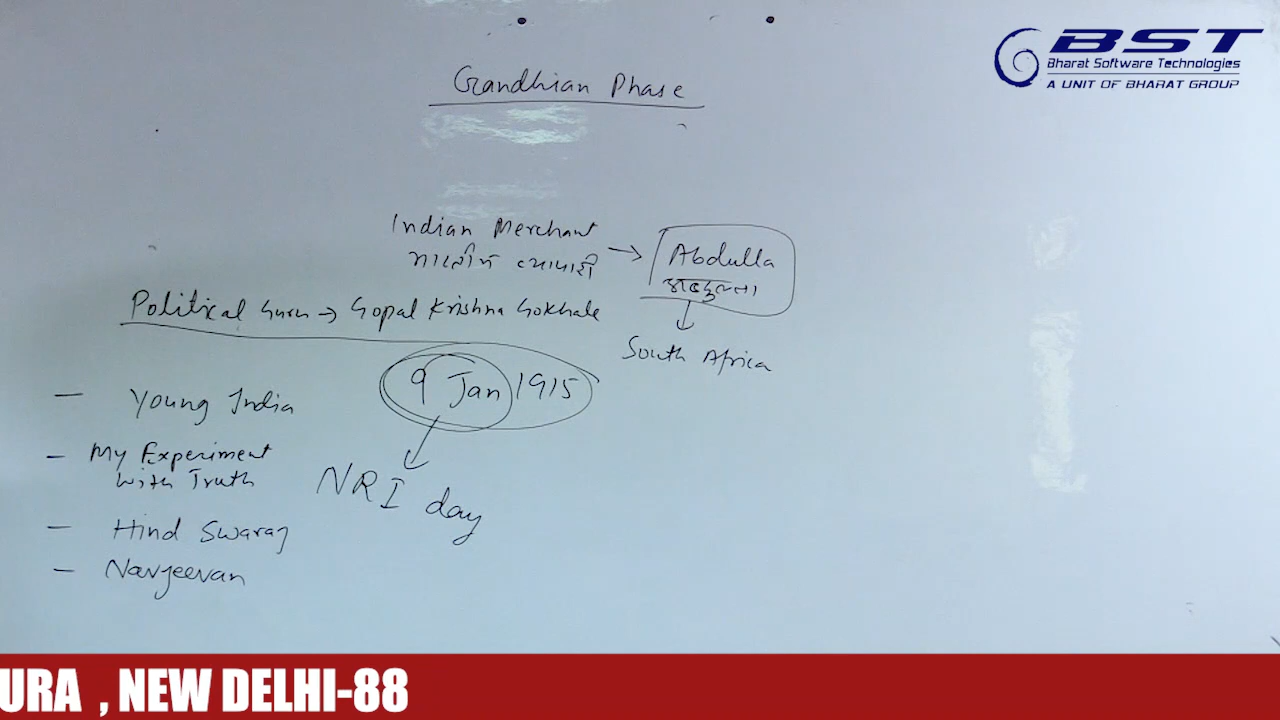 BST
Bharat Software Technologies
A UNIT OF BHARAT GROUP
Gandhian Phase
Indian Merchant
भारतीय व्यापारी → Abdulla
अब्दुल्ला
Political Guru → Gopal Krishna Gokhale
South Africa
9 Jan 1915
— Young India
— My Experiment
with Truth
NRI day
— Hind Swaraj
— Navjeevan
URA , NEW DELHI-88